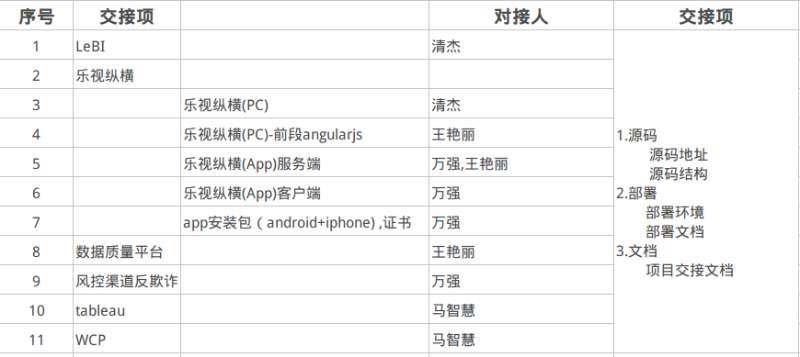 序号 交接项 对接人 交接项
1 LeBI 清杰
2 乐视纵横
3 乐视纵横(PC) 清杰
4 乐视纵横(PC)-前段angularjs 王艳丽
5 乐视纵横(App)服务端 万强,王艳丽
6 乐视纵横(App)客户端 万强
7 app安装包（android+iphone) ,证书 万强
8 数据质量平台 王艳丽
9 风控渠道反欺诈 万强
10 tableau 马智慧
11 WCP 马智慧
1.源码
源码地址
源码结构
2.部署
部署环境
部署文档
3.文档
项目交接文档